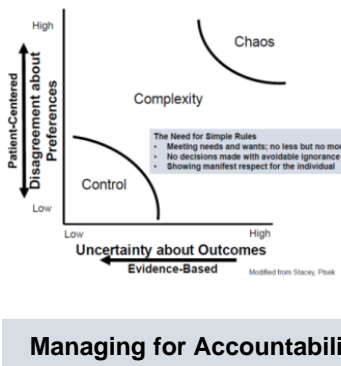 High
Chaos
Patient-Centered
Disagreement about
Preferences
Complexity
The Need for Simple Rules
• Meeting needs and wants; no less but no mor
• No decisions made with avoidable ignorance
• Showing manifest respect for the individual
Control
Low
Low
High
Uncertainty about Outcomes
Evidence-Based
Modified from Stacey, Plsek
Managing for Accountabili